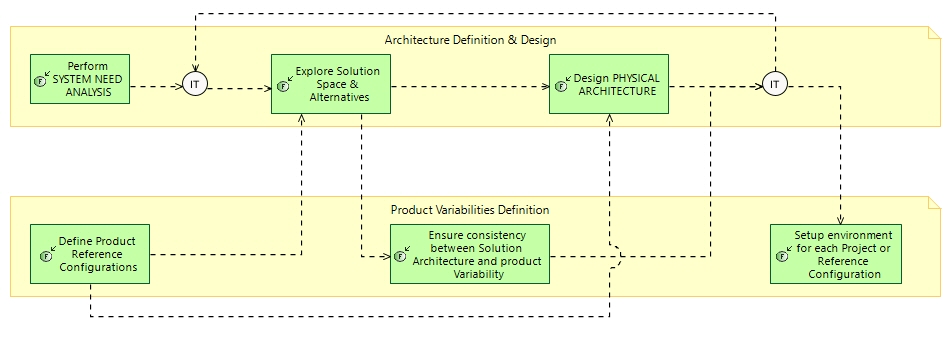 Architecture Definition & Design
Perform
SYSTEM NEED
ANALYSIS
F
IT
Explore Solution
Space &
Alternatives
F
Design PHYSICAL
ARCHITECTURE
F
IT
Product Variabilities Definition
Define Product
Reference
Configurations
F
Ensure consistency
between Solution
Architecture and product
Variability
F
Setup environment
for each Project or
Reference
Configuration
F